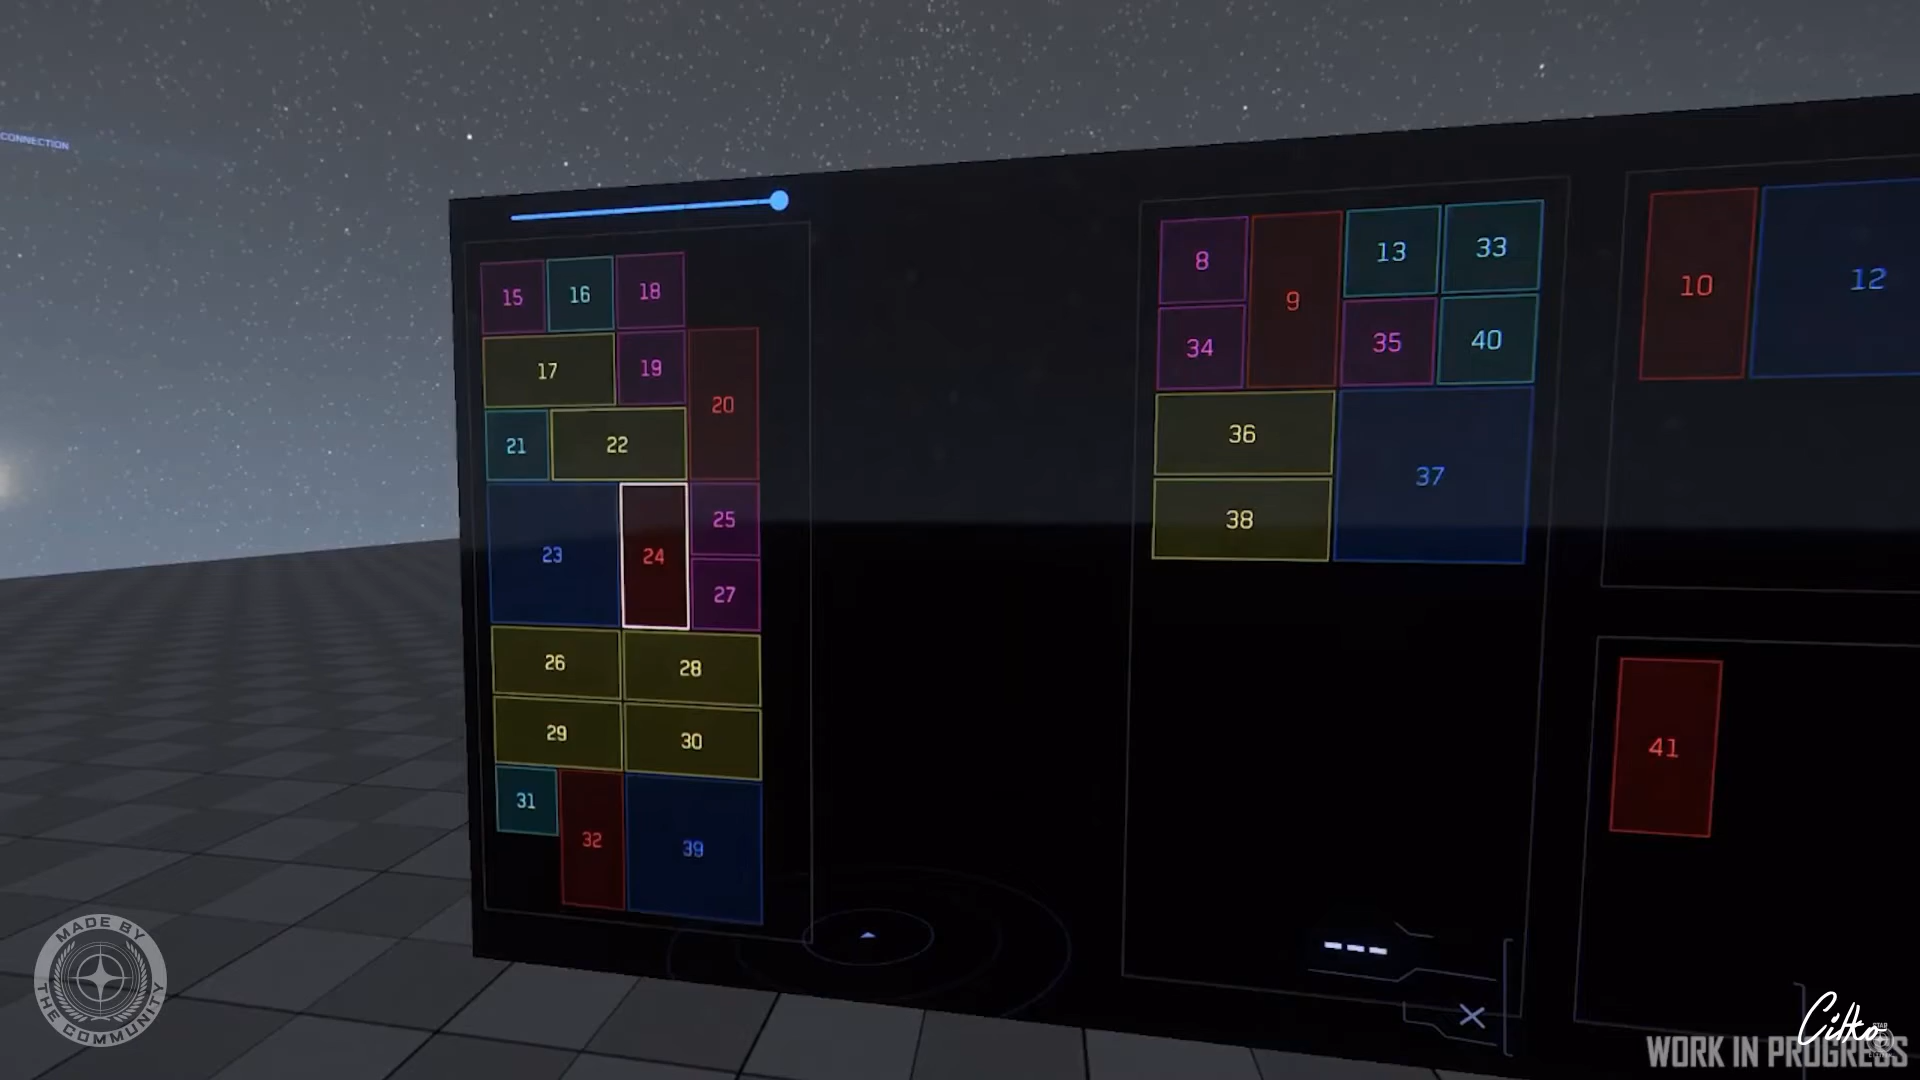 CONNECTION
15 16 18
17 19
20
21 22
23 24 25
27
26 28
29 30
31
32 39
8 9 13 33
34 35 40
36
37
38
10 12
41
MADE BY
THE COMMUNITY
Cilko
WORK IN PROGRESS